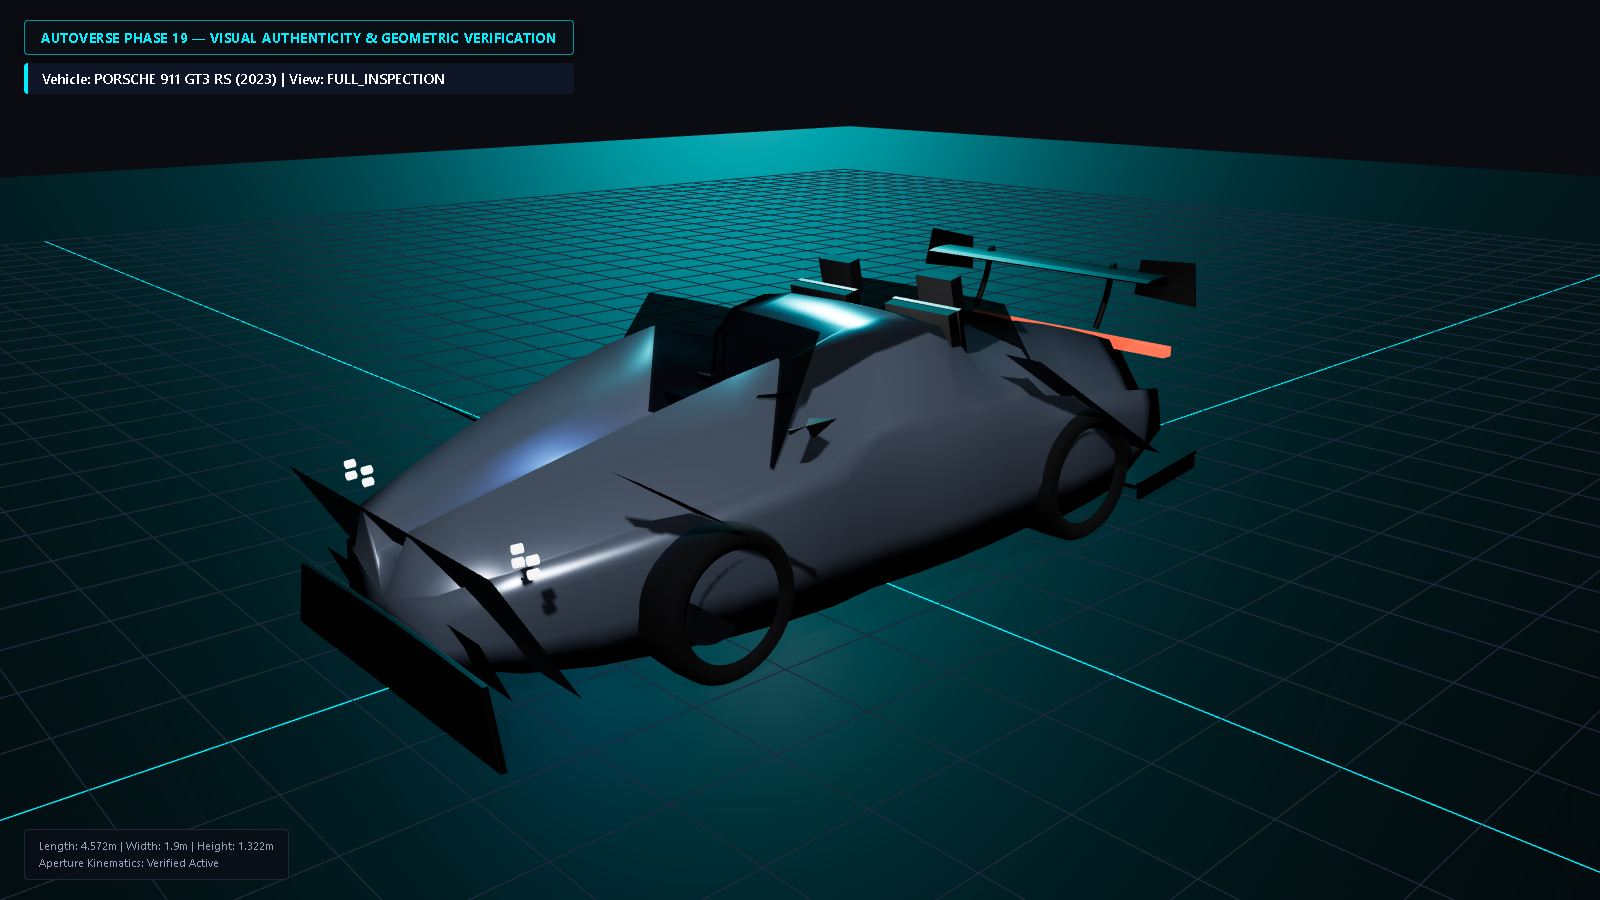 AUTOVERSE PHASE 19 — VISUAL AUTHENTICITY & GEOMETRIC VERIFICATION
Vehicle: PORSCHE 911 GT3 RS (2023) | View: FULL_INSPECTION
Length: 4.572m | Width: 1.9m | Height: 1.322m
Aperture Kinematics: Verified Active